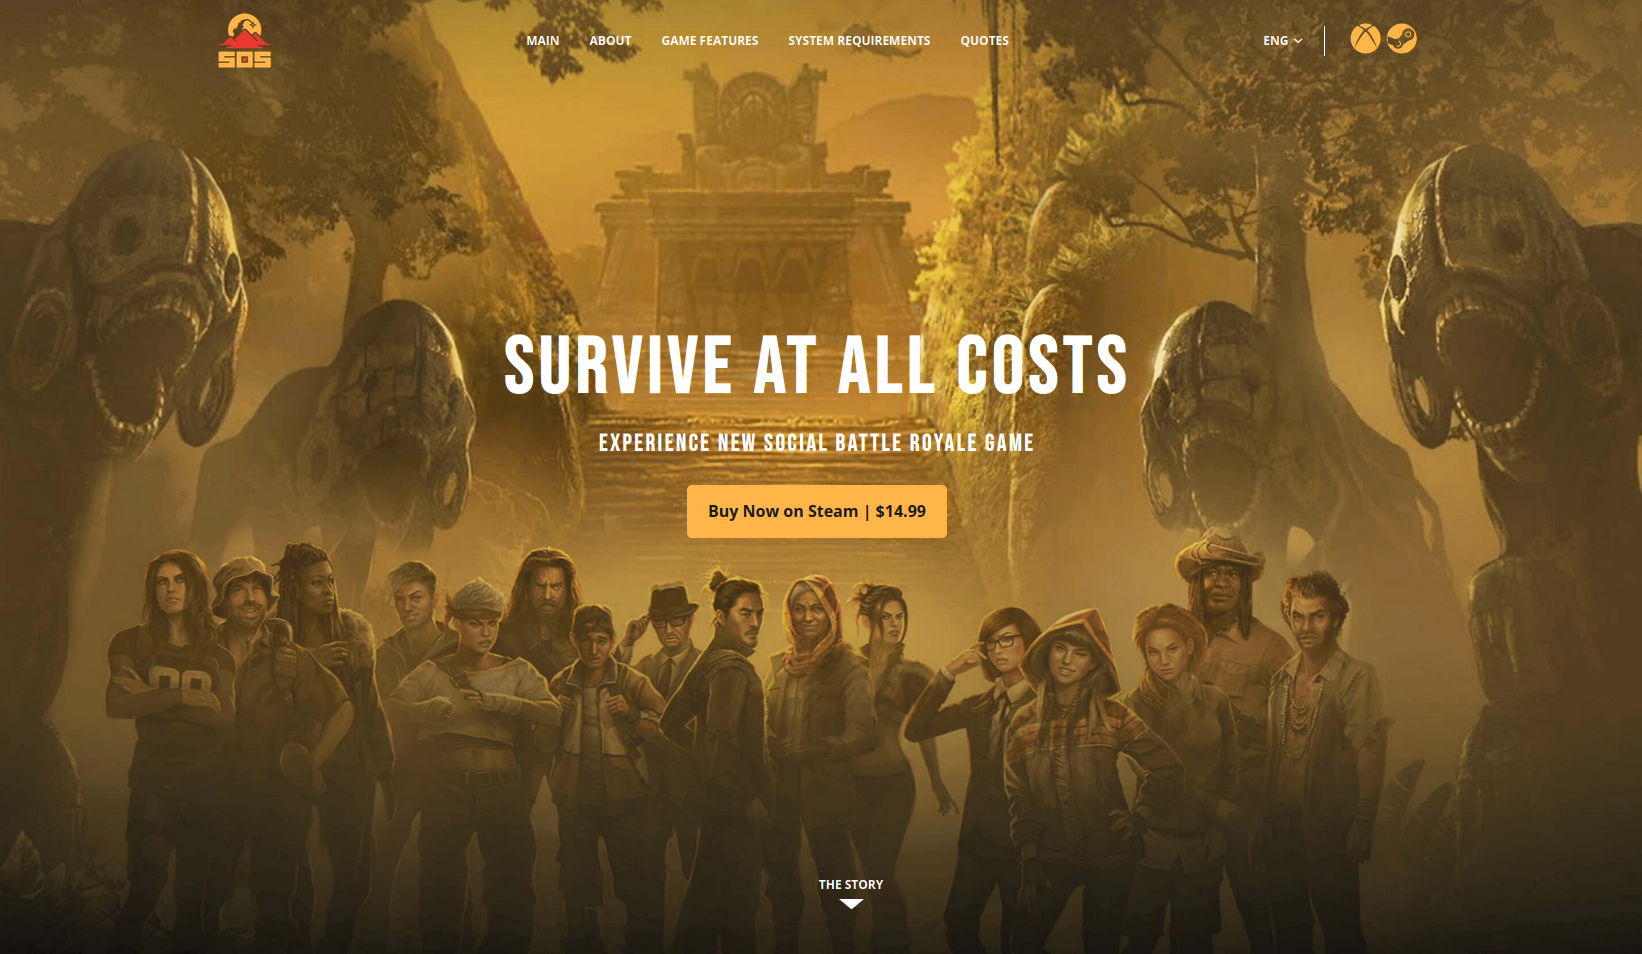 SOS
MAIN ABOUT GAME FEATURES SYSTEM REQUIREMENTS QUOTES ENG
SURVIVE AT ALL COSTS
EXPERIENCE NEW SOCIAL BATTLE ROYALE GAME
Buy Now on Steam | $14.99
THE STORY